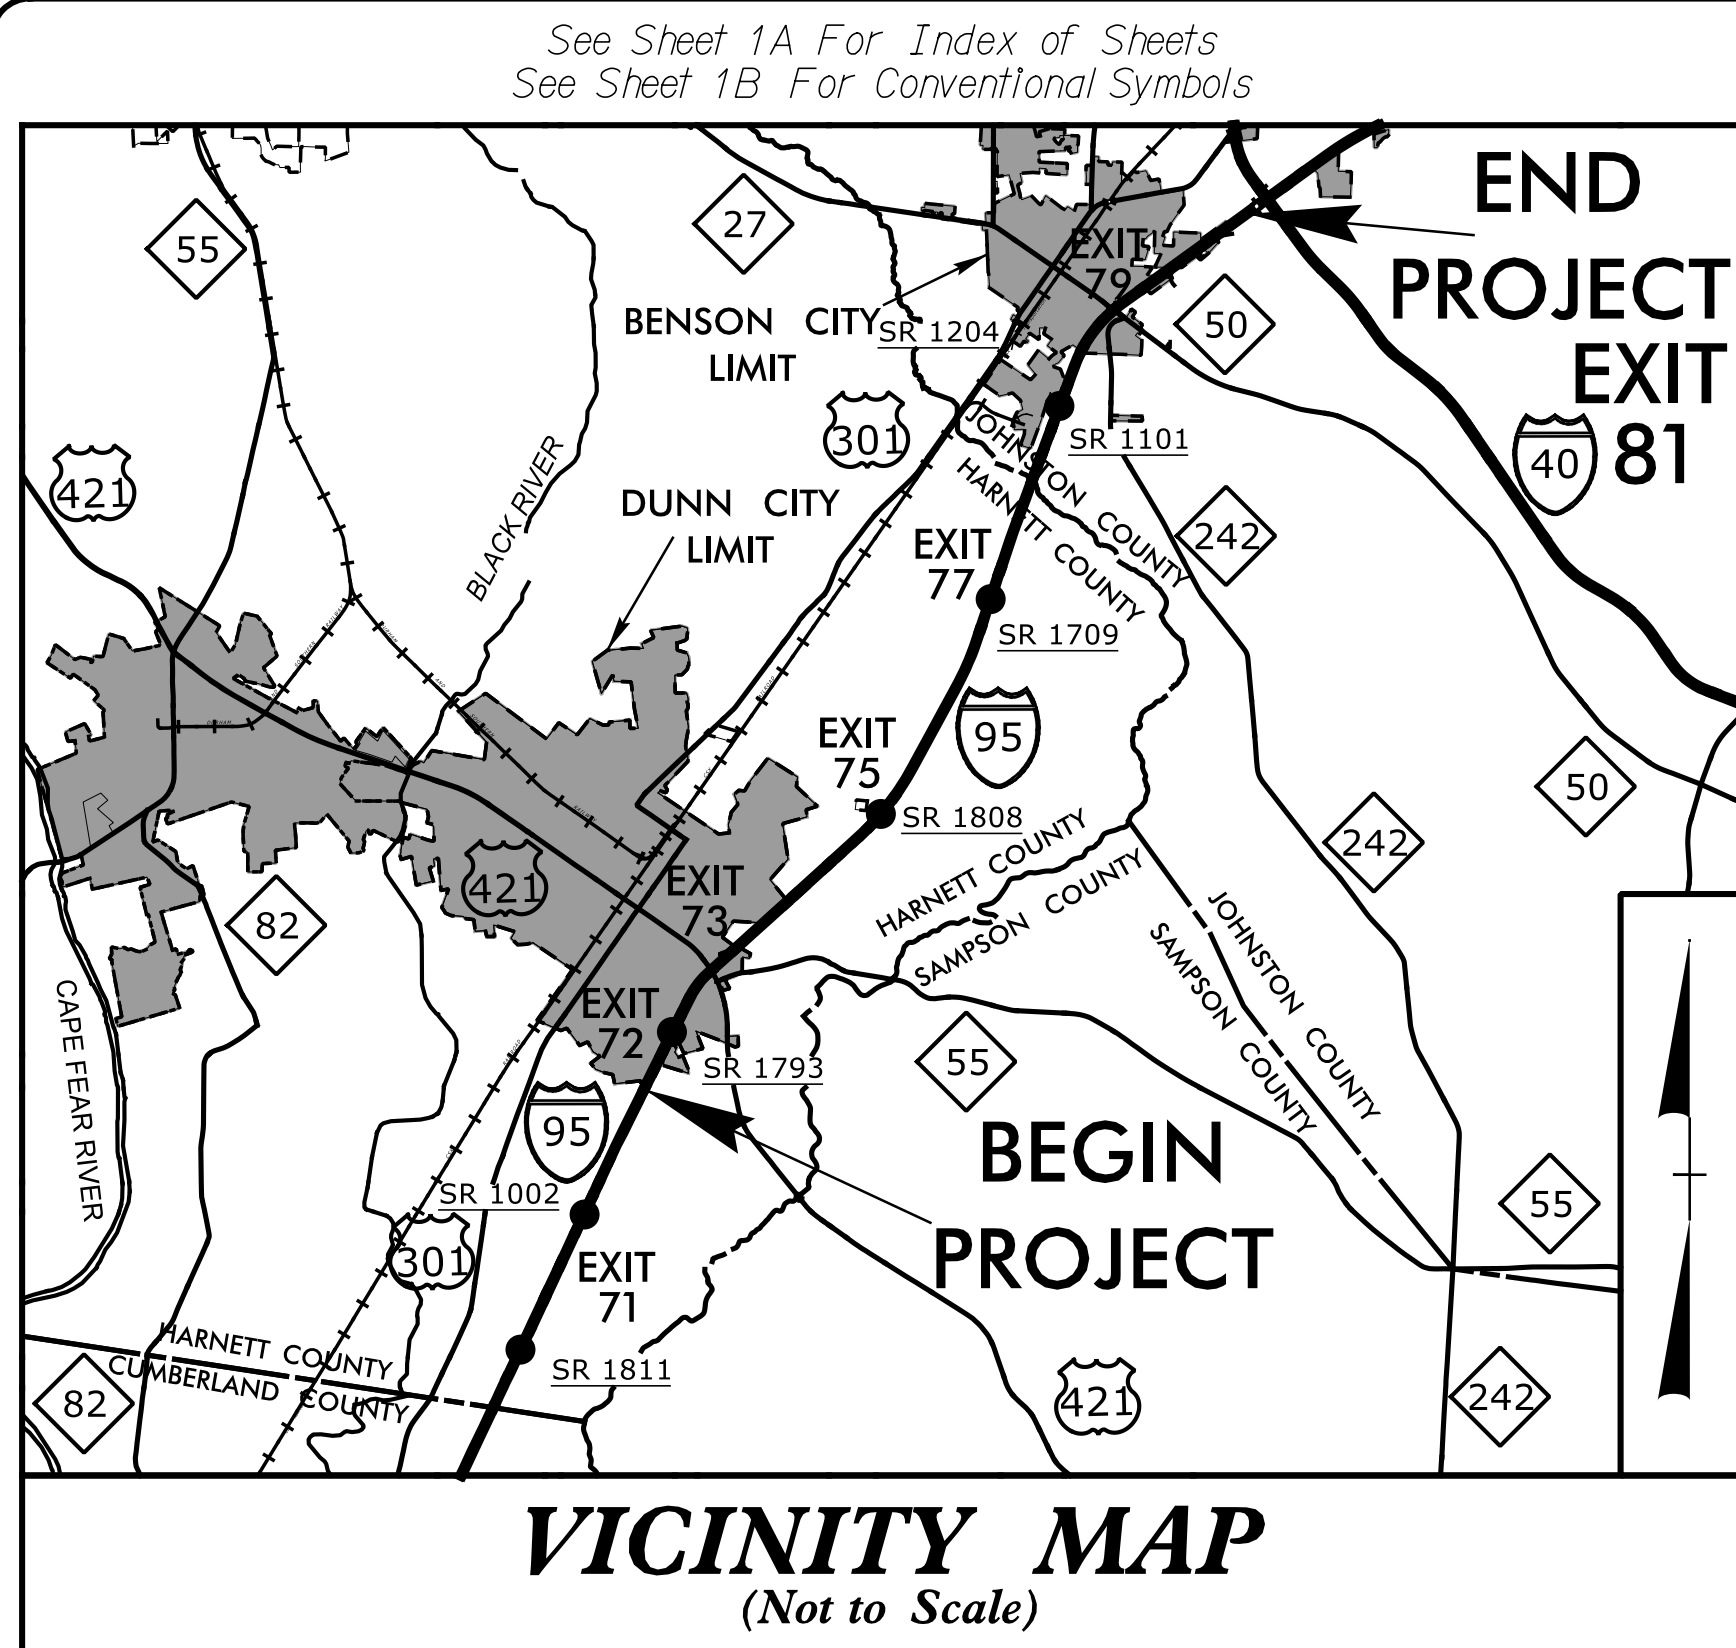 See Sheet 1A For Index of Sheets
See Sheet 1B For Conventional Symbols
END
PROJECT
EXIT
81
40
55
27
EXIT
79
50
BENSON CITY
LIMIT
SR 1204
301
SR 1101
421
JOHNSTON COUNTY
HARNETT COUNTY
BLACK RIVER
DUNN CITY
LIMIT
242
EXIT
77
SR 1709
95
EXIT
75
SR 1808
50
242
HARNETT COUNTY
SAMPSON COUNTY
JOHNSTON COUNTY
SAMPSON COUNTY
421
EXIT
73
82
CAPE FEAR RIVER
EXIT
72
SR 1793
55
95
BEGIN
PROJECT
SR 1002
55
301
EXIT
71
HARNETT COUNTY
CUMBERLAND COUNTY
SR 1811
82
421
242
VICINITY MAP
(Not to Scale)